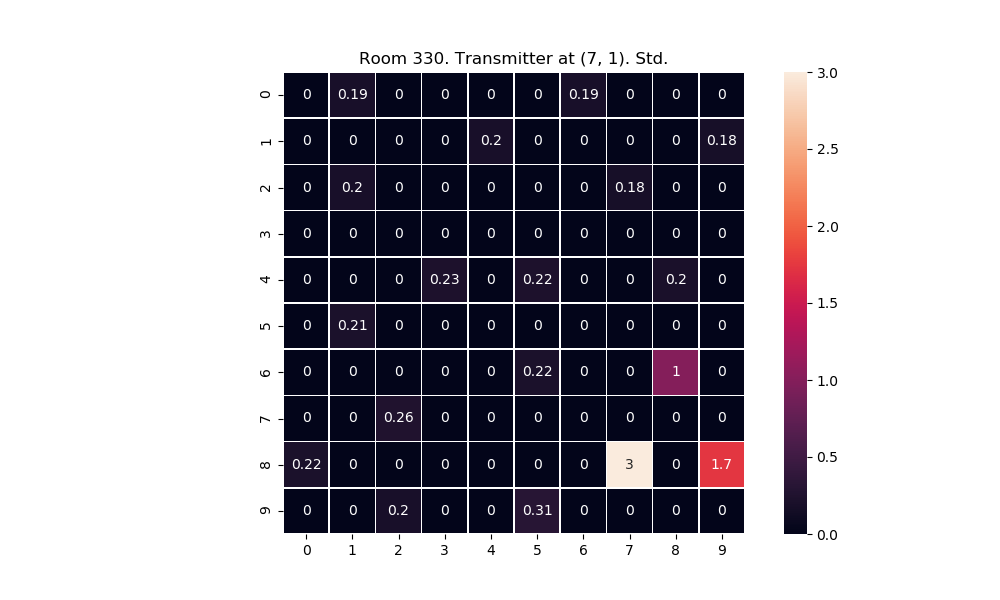 Room 330. Transmitter at (7, 1). Std.
0 0 0.19 0 0 0 0 0.19 0 0 0
1 0 0 0 0 0.2 0 0 0 0 0.18
2 0 0.2 0 0 0 0 0 0.18 0 0
3 0 0 0 0 0 0 0 0 0 0
4 0 0 0 0.23 0 0.22 0 0 0.2 0
5 0 0.21 0 0 0 0 0 0 0 0
6 0 0 0 0 0 0.22 0 0 1 0
7 0 0 0.26 0 0 0 0 0 0 0
8 0.22 0 0 0 0 0 0 3 0 1.7
9 0 0 0.2 0 0 0.31 0 0 0 0
0 1 2 3 4 5 6 7 8 9
3.0
2.5
2.0
1.5
1.0
0.5
0.0